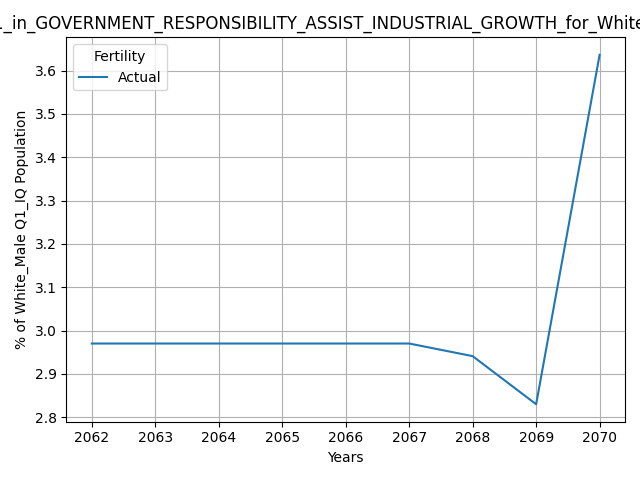 _in_GOVERNMENT_RESPONSIBILITY_ASSIST_INDUSTRIAL_GROWTH_for_White
Fertility
Actual
% of White_Male Q1_IQ Population
3.6
3.5
3.4
3.3
3.2
3.1
3.0
2.9
2.8
2062 2063 2064 2065 2066 2067 2068 2069 2070
Years